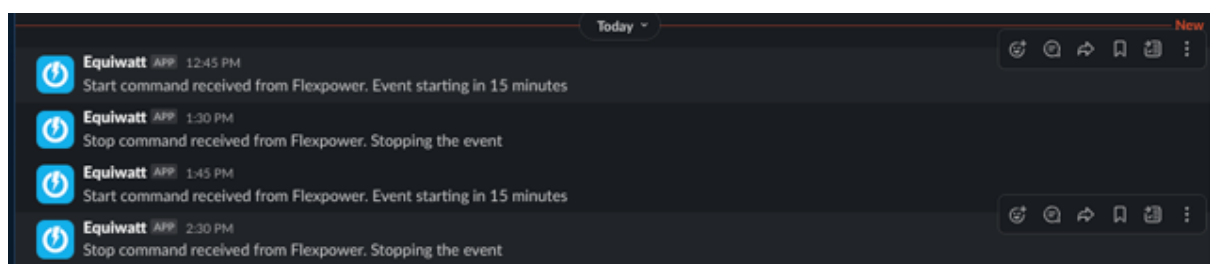 Today
New
Equiwatt APP 12:45 PM
Start command received from Flexpower. Event starting in 15 minutes
Equiwatt APP 1:30 PM
Stop command received from Flexpower. Stopping the event
Equiwatt APP 1:45 PM
Start command received from Flexpower. Event starting in 15 minutes
Equiwatt APP 2:30 PM
Stop command received from Flexpower. Stopping the event